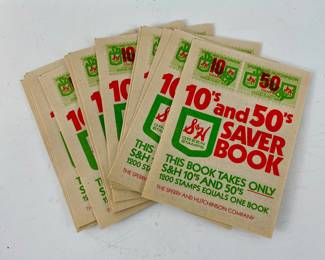 10 50
10's and 50's
SAVER
BOOK
S&H
THIS BOOK TAKES ONLY
S&H 10'S AND 50'S
1200 STAMPS EQUALS ONE BOOK
THE SPERRY AND HUTCHINSON COMPANY